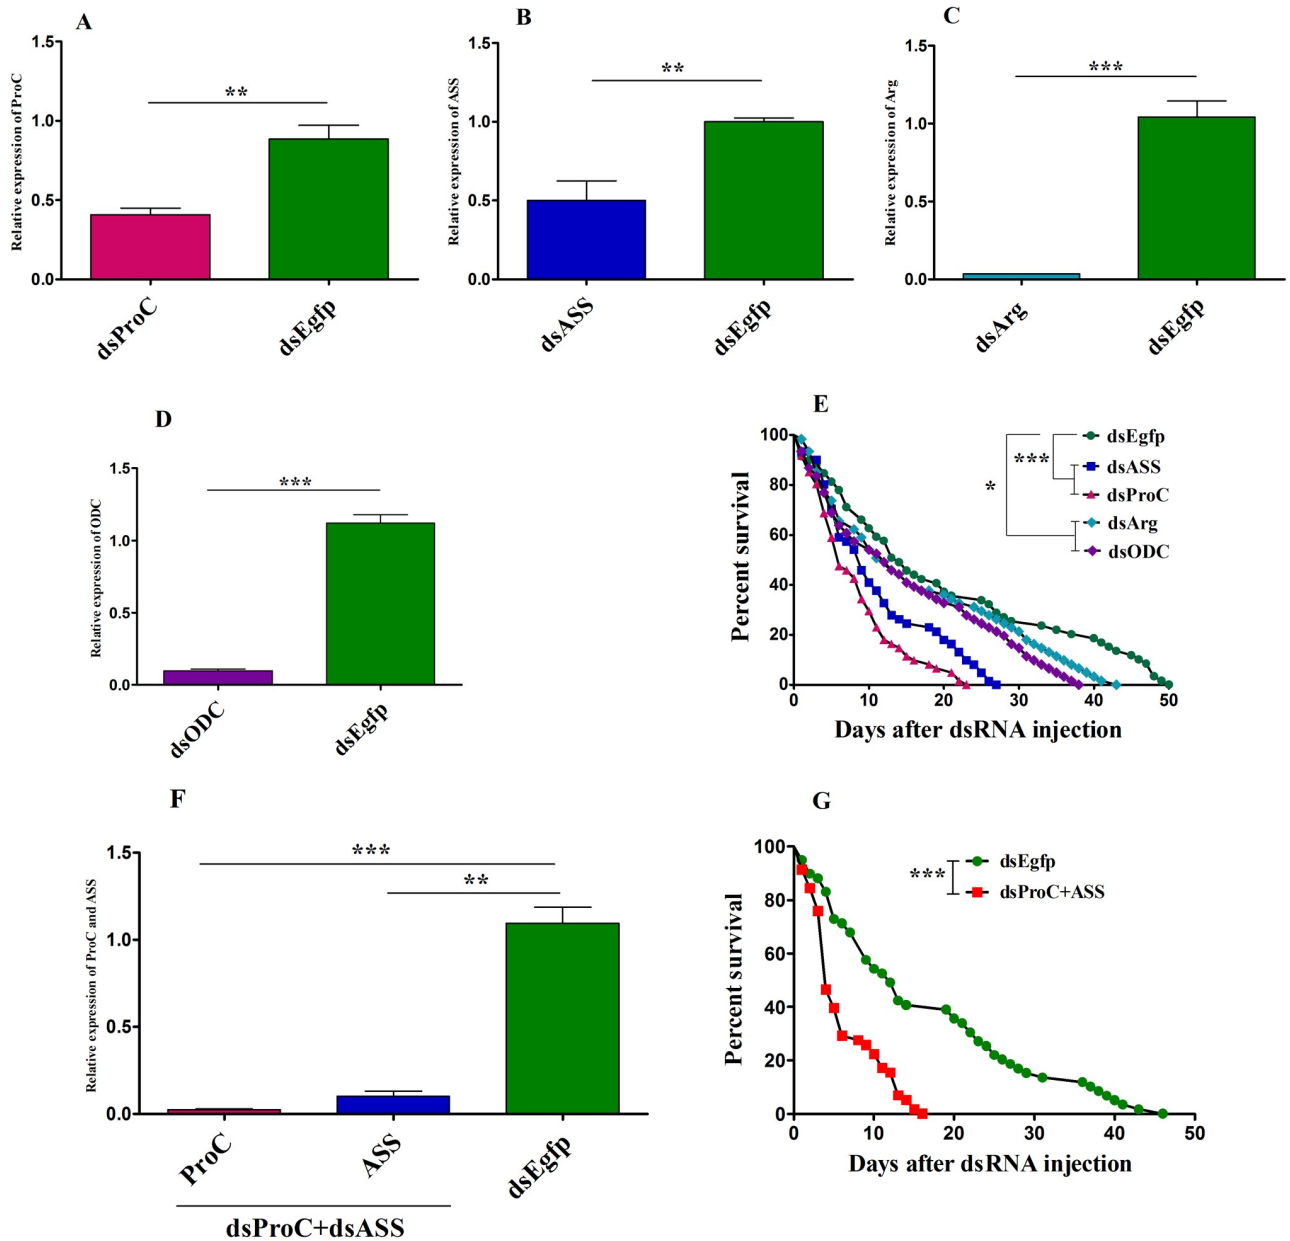 A
Relative expression of ProC
1.5
1.0
0.5
0.0
**
dsProC
dsEgfp
B
Relative expression of ASS
1.5
1.0
0.5
0.0
**
dsASS
dsEgfp
C
Relative expression of Arg
1.5
1.0
0.5
0.0
***
dsArg
dsEgfp
D
Relative expression of ODC
1.5
1.0
0.5
0.0
***
dsODC
dsEgfp
E
Percent survival
100
80
60
40
20
0
0 10 20 30 40 50
Days after dsRNA injection
*
***
dsEgfp
dsASS
dsProC
dsArg
dsODC
F
Relative expression of ProC and ASS
1.5
1.0
0.5
0.0
***
**
ProC
ASS
dsEgfp
dsProC+dsASS
G
Percent survival
100
80
60
40
20
0
0 10 20 30 40 50
Days after dsRNA injection
***
dsEgfp
dsProC+ASS